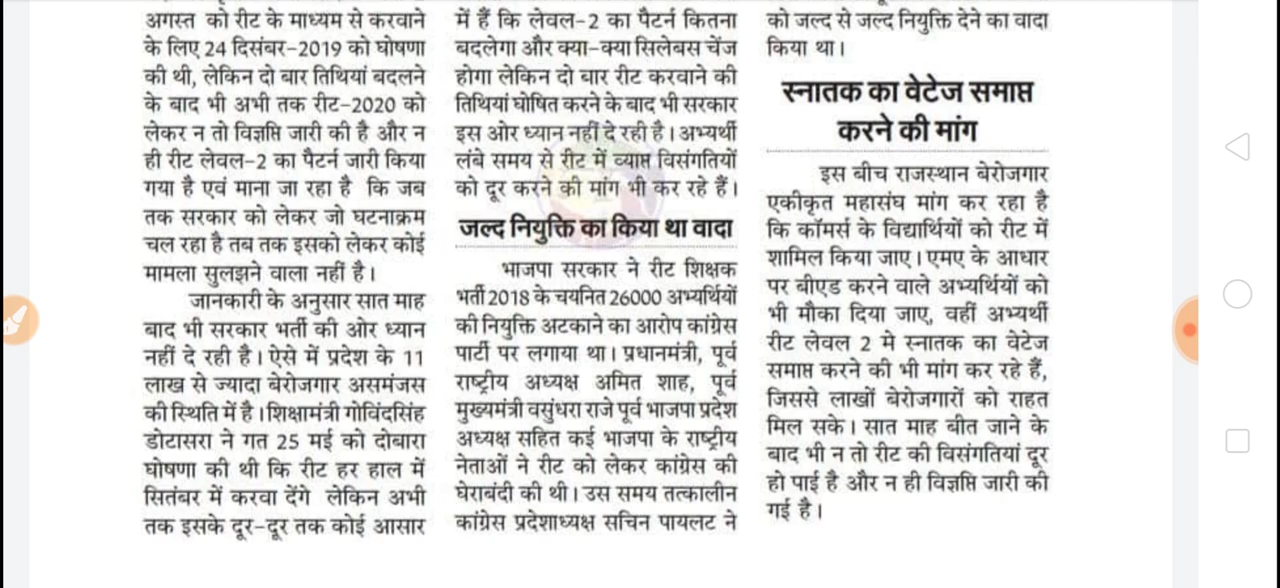 अगस्त को रीट के माध्यम से करवाने
के लिए 24 दिसंबर-2019 को घोषणा
की थी, लेकिन दो बार तिथियां बदलने
के बाद भी अभी तक रीट-2020 को
लेकर न तो विज्ञप्ति जारी की है और न
ही रीट लेवल-2 का पैटर्न जारी किया
गया है एवं माना जा रहा है कि जब
तक सरकार को लेकर जो घटनाक्रम
चल रहा है तब तक इसको लेकर कोई
मामला सुलझने वाला नहीं है।
जानकारी के अनुसार सात माह
बाद भी सरकार भर्ती की ओर ध्यान
नहीं दे रही है। ऐसे में प्रदेश के 11
लाख से ज्यादा बेरोजगार असमंजस
की स्थिति में है। शिक्षामंत्री गोविंदसिंह
डोटासरा ने गत 25 मई को दोबारा
घोषणा की थी कि रीट हर हाल में
सितंबर में करवा देंगे लेकिन अभी
तक इसके दूर-दूर तक कोई आसार
में हैं कि लेवल-2 का पैटर्न कितना
बदलेगा और क्या-क्या सिलेबस चेंज
होगा लेकिन दो बार रीट करवाने की
तिथियां घोषित करने के बाद भी सरकार
इस ओर ध्यान नहीं दे रही है। अभ्यर्थी
लंबे समय से रीट में व्याप्त विसंगतियों
को दूर करने की मांग भी कर रहे हैं।
जल्द नियुक्ति का किया था वादा
भाजपा सरकार ने रीट शिक्षक
भर्ती 2018 के चयनित 26000 अभ्यर्थियों
की नियुक्ति अटकाने का आरोप कांग्रेस
पार्टी पर लगाया था। प्रधानमंत्री, पूर्व
राष्ट्रीय अध्यक्ष अमित शाह, पूर्व
मुख्यमंत्री वसुंधरा राजे पूर्व भाजपा प्रदेश
अध्यक्ष सहित कई भाजपा के राष्ट्रीय
नेताओं ने रीट को लेकर कांग्रेस की
घेराबंदी की थी। उस समय तत्कालीन
कांग्रेस प्रदेशाध्यक्ष सचिन पायलट ने
को जल्द से जल्द नियुक्ति देने का वादा
किया था।
स्नातक का वेटेज समाप्त
करने की मांग
इस बीच राजस्थान बेरोजगार
एकीकृत महासंघ मांग कर रहा है
कि कॉमर्स के विद्यार्थियों को रीट में
शामिल किया जाए। एमए के आधार
पर बीएड करने वाले अभ्यर्थियों को
भी मौका दिया जाए, वहीं अभ्यर्थी
रीट लेवल 2 मे स्नातक का वेटेज
समाप्त करने की भी मांग कर रहे हैं,
जिससे लाखों बेरोजगारों को राहत
मिल सके। सात माह बीत जाने के
बाद भी न तो रीट की विसंगतियां दूर
हो पाई है और न ही विज्ञप्ति जारी की
गई है।